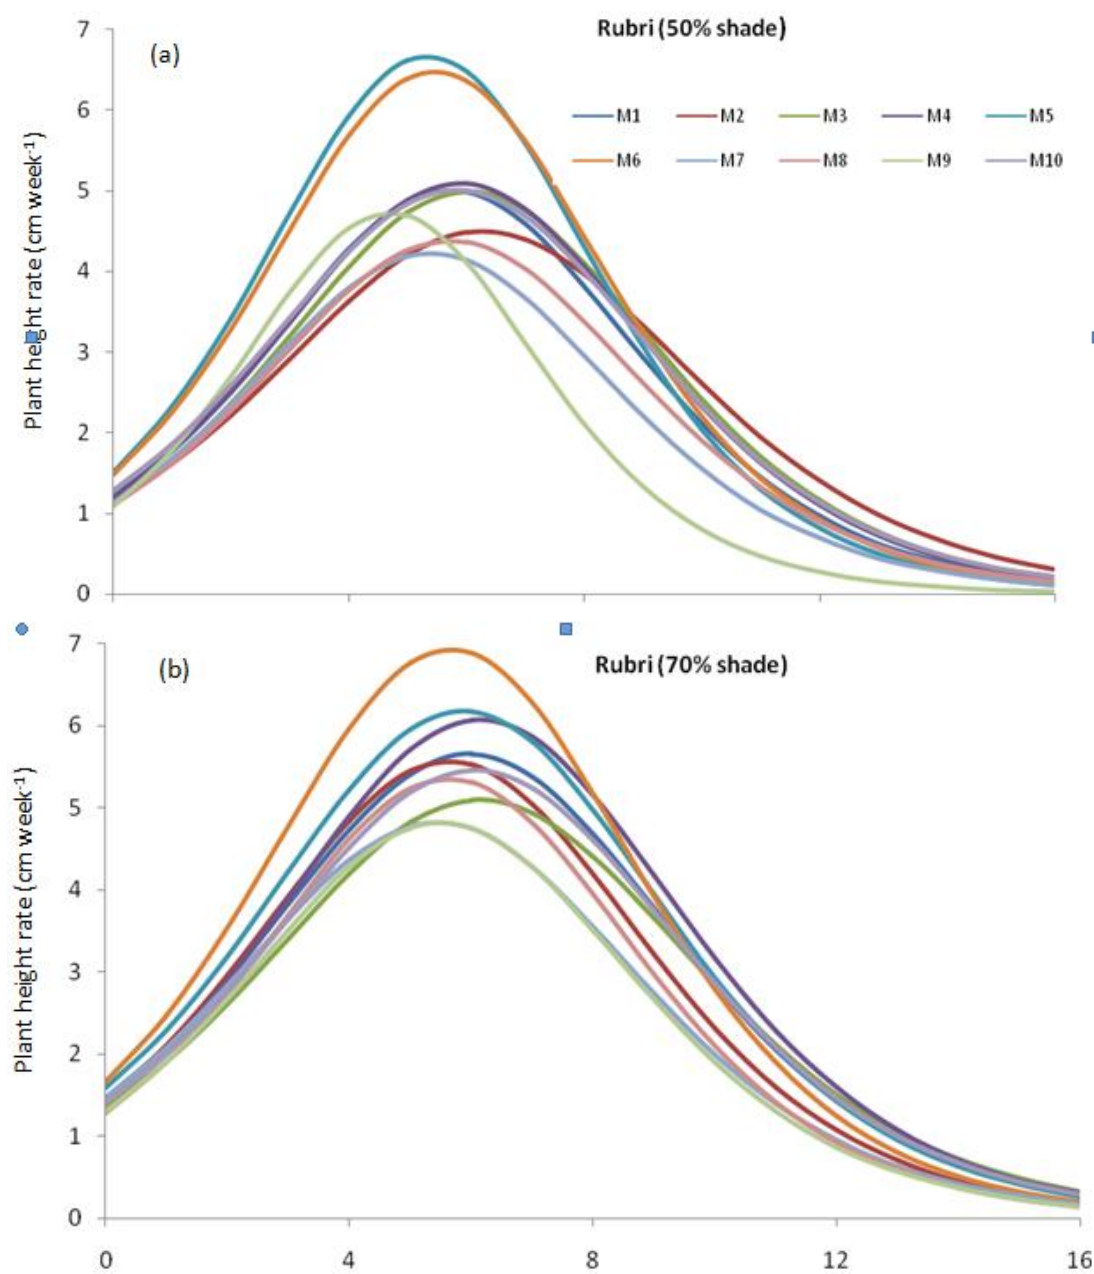 Rubri (50% shade)
(a)
7
6
5
4
3
2
1
0
Plant height rate (cm week-1)
M1 M2 M3 M4 M5
M6 M7 M8 M9 M10
Rubri (70% shade)
(b)
7
6
5
4
3
2
1
0
Plant height rate (cm week-1)
0 4 8 12 16